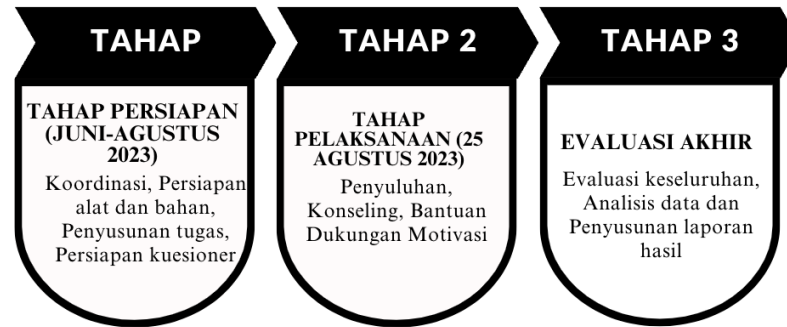 TAHAP
TAHAP PERSIAPAN
(JUNI-AGUSTUS
2023)
Koordinasi, Persiapan
alat dan bahan,
Penyusunan tugas,
Persiapan kuesioner
TAHAP 2
TAHAP
PELAKSANAAN (25
AGUSTUS 2023)
Penyuluhan,
Konseling, Bantuan
Dukungan Motivasi
TAHAP 3
EVALUASI AKHIR
Evaluasi keseluruhan,
Analisis data dan
Penyusunan laporan
hasil